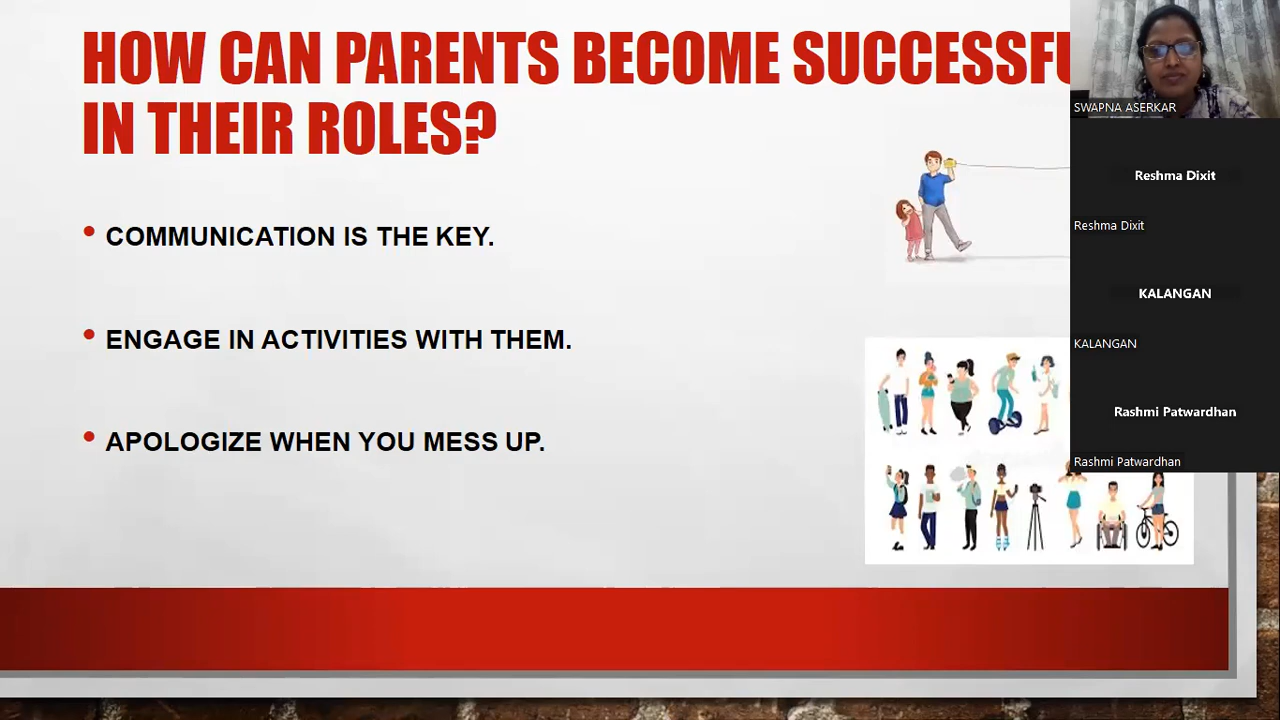 HOW CAN PARENTS BECOME SUCCESSFU
IN THEIR ROLES?
• COMMUNICATION IS THE KEY.
• ENGAGE IN ACTIVITIES WITH THEM.
• APOLOGIZE WHEN YOU MESS UP.
SWAPNA ASERKAR
Reshma Dixit
Reshma Dixit
KALANGAN
KALANGAN
Rashmi Patwardhan
Rashmi Patwardhan